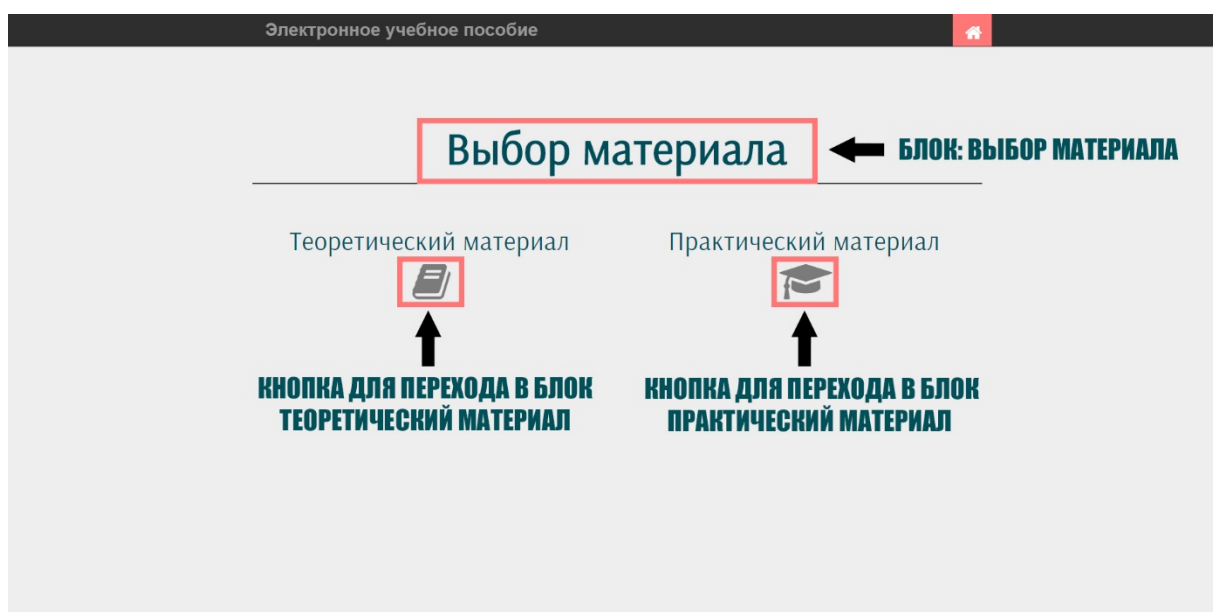 Электронное учебное пособие
Выбор материала
БЛОК: ВЫБОР МАТЕРИАЛА
Теоретический материал
Практический материал
КНОПКА ДЛЯ ПЕРЕХОДА В БЛОК
ТЕОРЕТИЧЕСКИЙ МАТЕРИАЛ
КНОПКА ДЛЯ ПЕРЕХОДА В БЛОК
ПРАКТИЧЕСКИЙ МАТЕРИАЛ